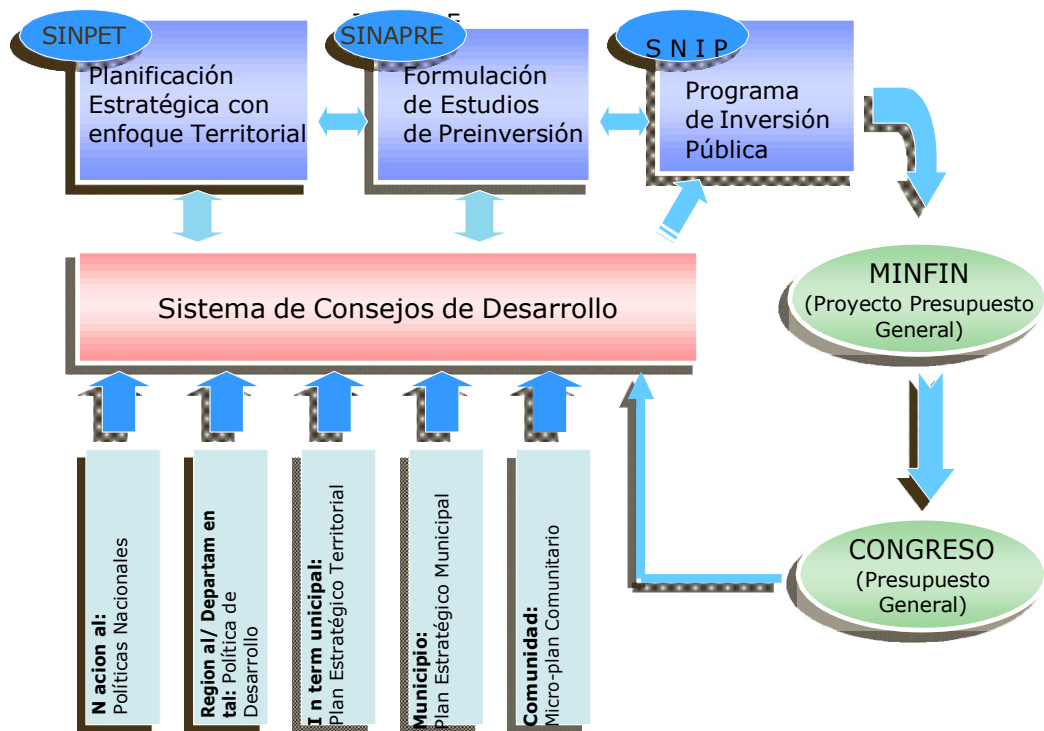 SINPET
Planificación
Estratégica con
enfoque Territorial
SINAPRE
Formulación
de Estudios
de Preinversión
S N I P
Programa
de Inversión
Pública
Sistema de Consejos de Desarrollo
MINFIN
(Proyecto Presupuesto
General)
CONGRESO
(Presupuesto
General)
N acion al:
Políticas Nacionales
Region al/ Departam en
tal: Política de
Desarrollo
I n term unicipal:
Plan Estratégico Territorial
Municipio:
Plan Estratégico Municipal
Comunidad:
Micro-plan Comunitario